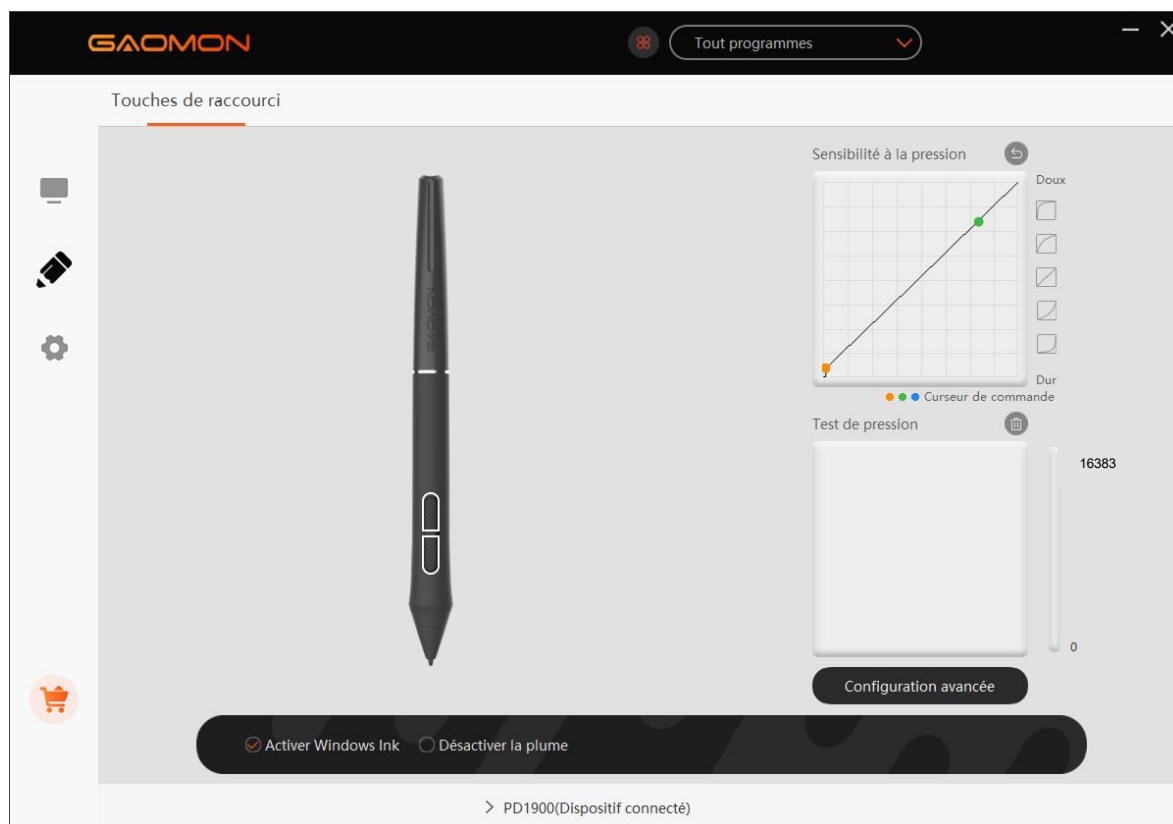 GAOMON
Tout programmes
Touches de raccourci
Sensibilité à la pression
Doux
GAOMON
Dur
Curseur de commande
Test de pression
16383
0
Configuration avancée
Activer Windows Ink
Désactiver la plume
PD1900(Dispositif connecté)